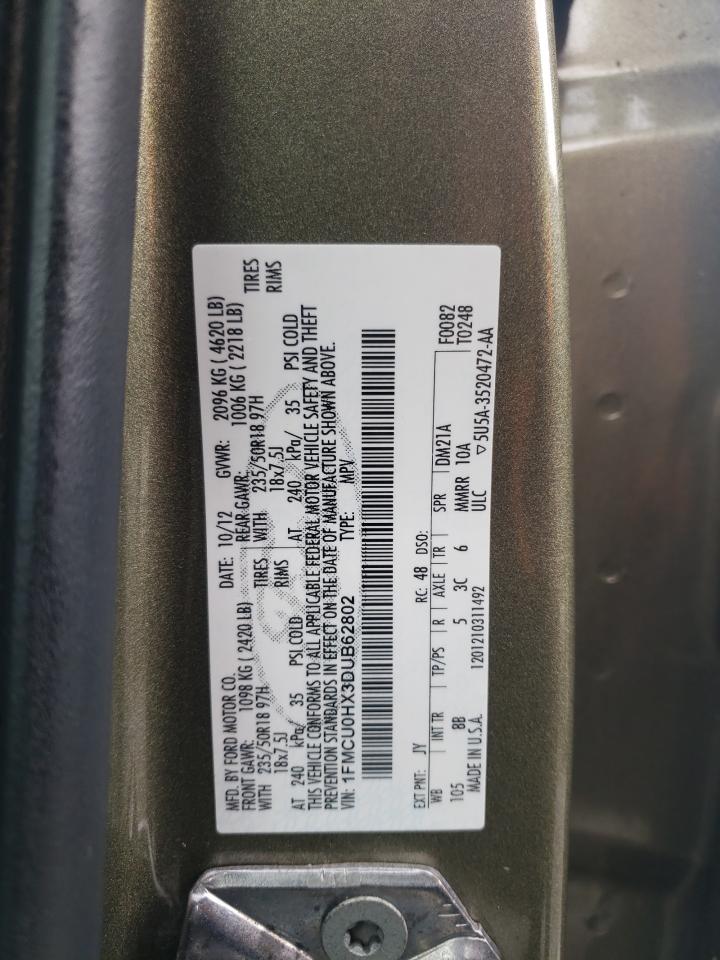 MFD. BY FORD MOTOR CO. DATE: 10/12 GVWR: 2096 KG ( 4620 LB)
FRONT GAWR: 1098 KG ( 2420 LB) REAR GAWR: 1006 KG ( 2218 LB)
WITH 235/50R18 97H TIRES WITH 235/50R18 97H TIRES
18x7.5J RIMS 18x7.5J RIMS
AT 240 kPa/ 35 PSI COLD AT 240 kPa/ 35 PSI COLD
THIS VEHICLE CONFORMS TO ALL APPLICABLE FEDERAL MOTOR VEHICLE SAFETY AND THEFT
PREVENTION STANDARDS IN EFFECT ON THE DATE OF MANUFACTURE SHOWN ABOVE.
VIN: 1FMCU0HX3DUB62802 TYPE: MPV
EXT PNT: JY RC: 48 DSO: F0082
WB INT TR TP/PS R AXLE TR SPR DM21A T0248
105 8B 5 3C 6 MMRR 10A
MADE IN U.S.A. 1201210311492 ULC ▽5U5A-3520472-AA